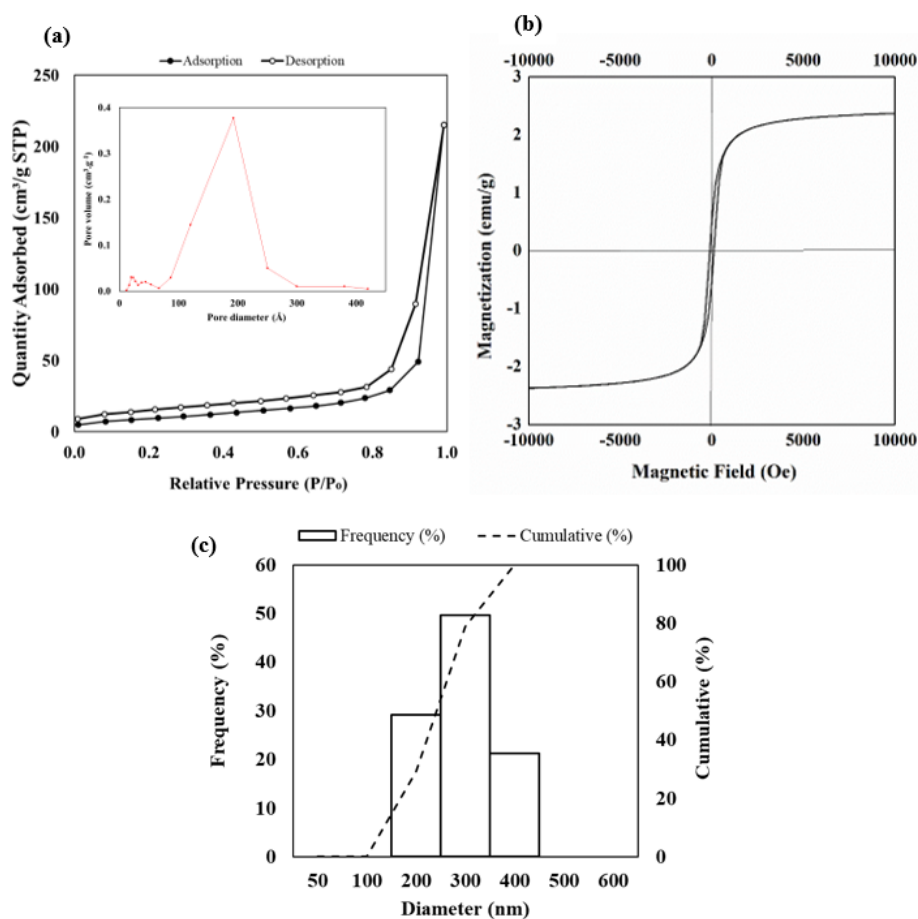 (a)
Adsorption Desorption
Quantity Adsorbed (cm³/g STP)
250
200
150
100
50
0
0.0 0.2 0.4 0.6 0.8 1.0
Relative Pressure (P/P₀)
Pore volume (cm³.g⁻¹)
0.4
0.3
0.2
0.1
0.0
0 100 200 300 400
Pore diameter (Å)
(b)
-10000 -5000 0 5000 10000
Magnetization (emu/g)
3
2
1
0
-1
-2
-3
-10000 -5000 0 5000 10000
Magnetic Field (Oe)
(c)
Frequency (%) Cumulative (%)
Frequency (%)
60
50
40
30
20
10
0
100
80
60
40
20
0
Cumulative (%)
50 100 200 300 400 500 600
Diameter (nm)